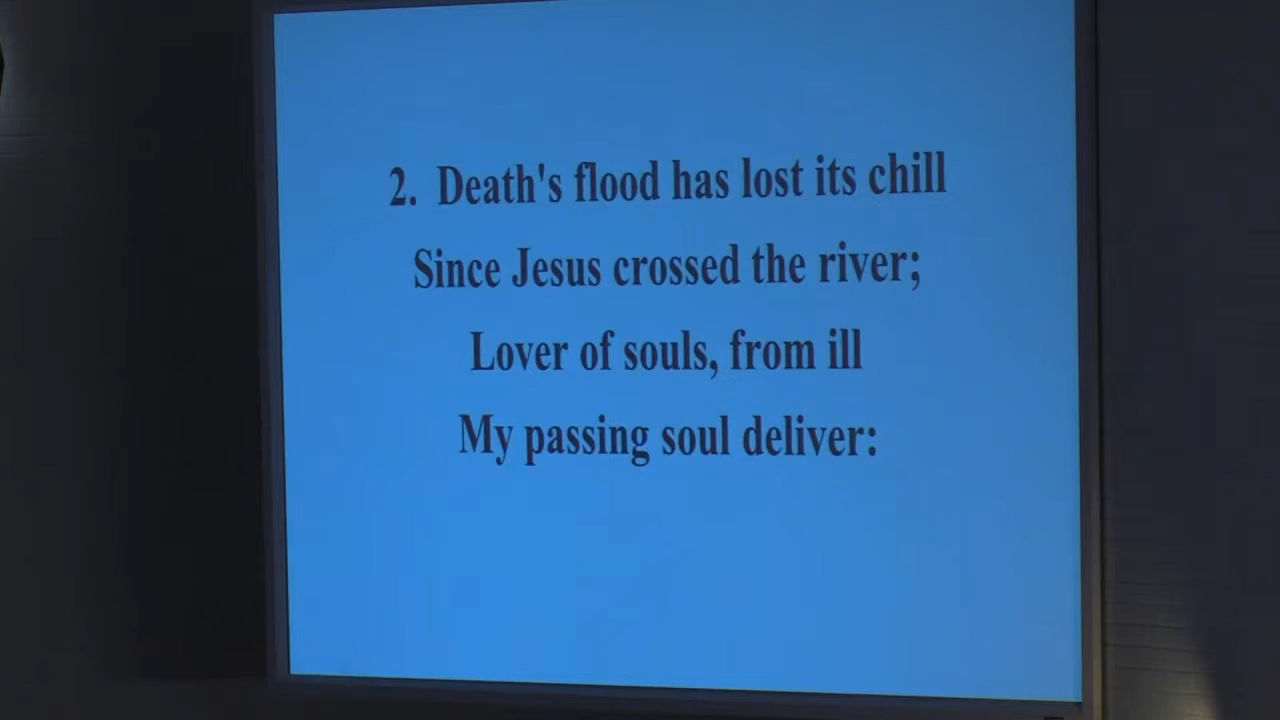 2. Death's flood has lost its chill
Since Jesus crossed the river;
Lover of souls, from ill
My passing soul deliver: